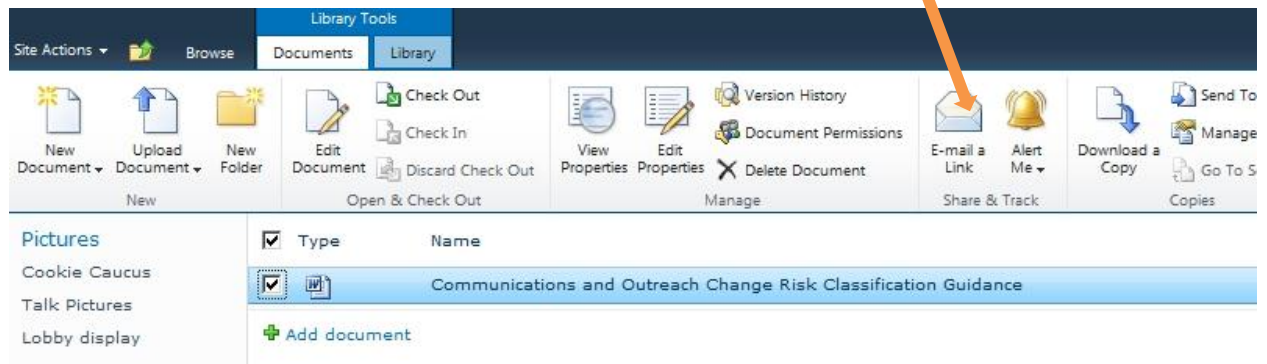 Library Tools
Site Actions Browse Documents Library
New Document
Upload Document
New Folder
New
Edit Document
Check Out
Check In
Discard Check Out
Open & Check Out
View Properties
Edit Properties
Version History
Document Permissions
Delete Document
Manage
E-mail a Link
Alert Me
Share & Track
Download a Copy
Send To
Manage
Go To S
Copies
Pictures
Cookie Caucus
Talk Pictures
Lobby display
Type Name
Communications and Outreach Change Risk Classification Guidance
Add document